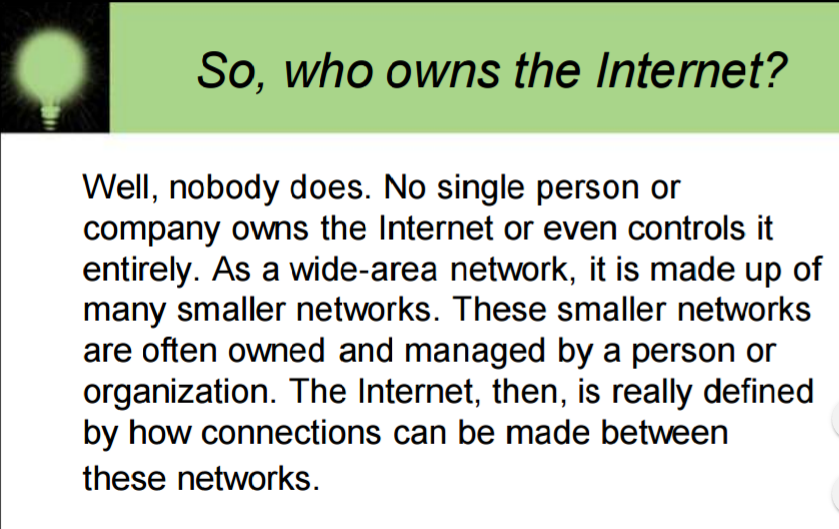 So, who owns the Internet?
Well, nobody does. No single person or
company owns the Internet or even controls it
entirely. As a wide-area network, it is made up of
many smaller networks. These smaller networks
are often owned and managed by a person or
organization. The Internet, then, is really defined
by how connections can be made between
these networks.